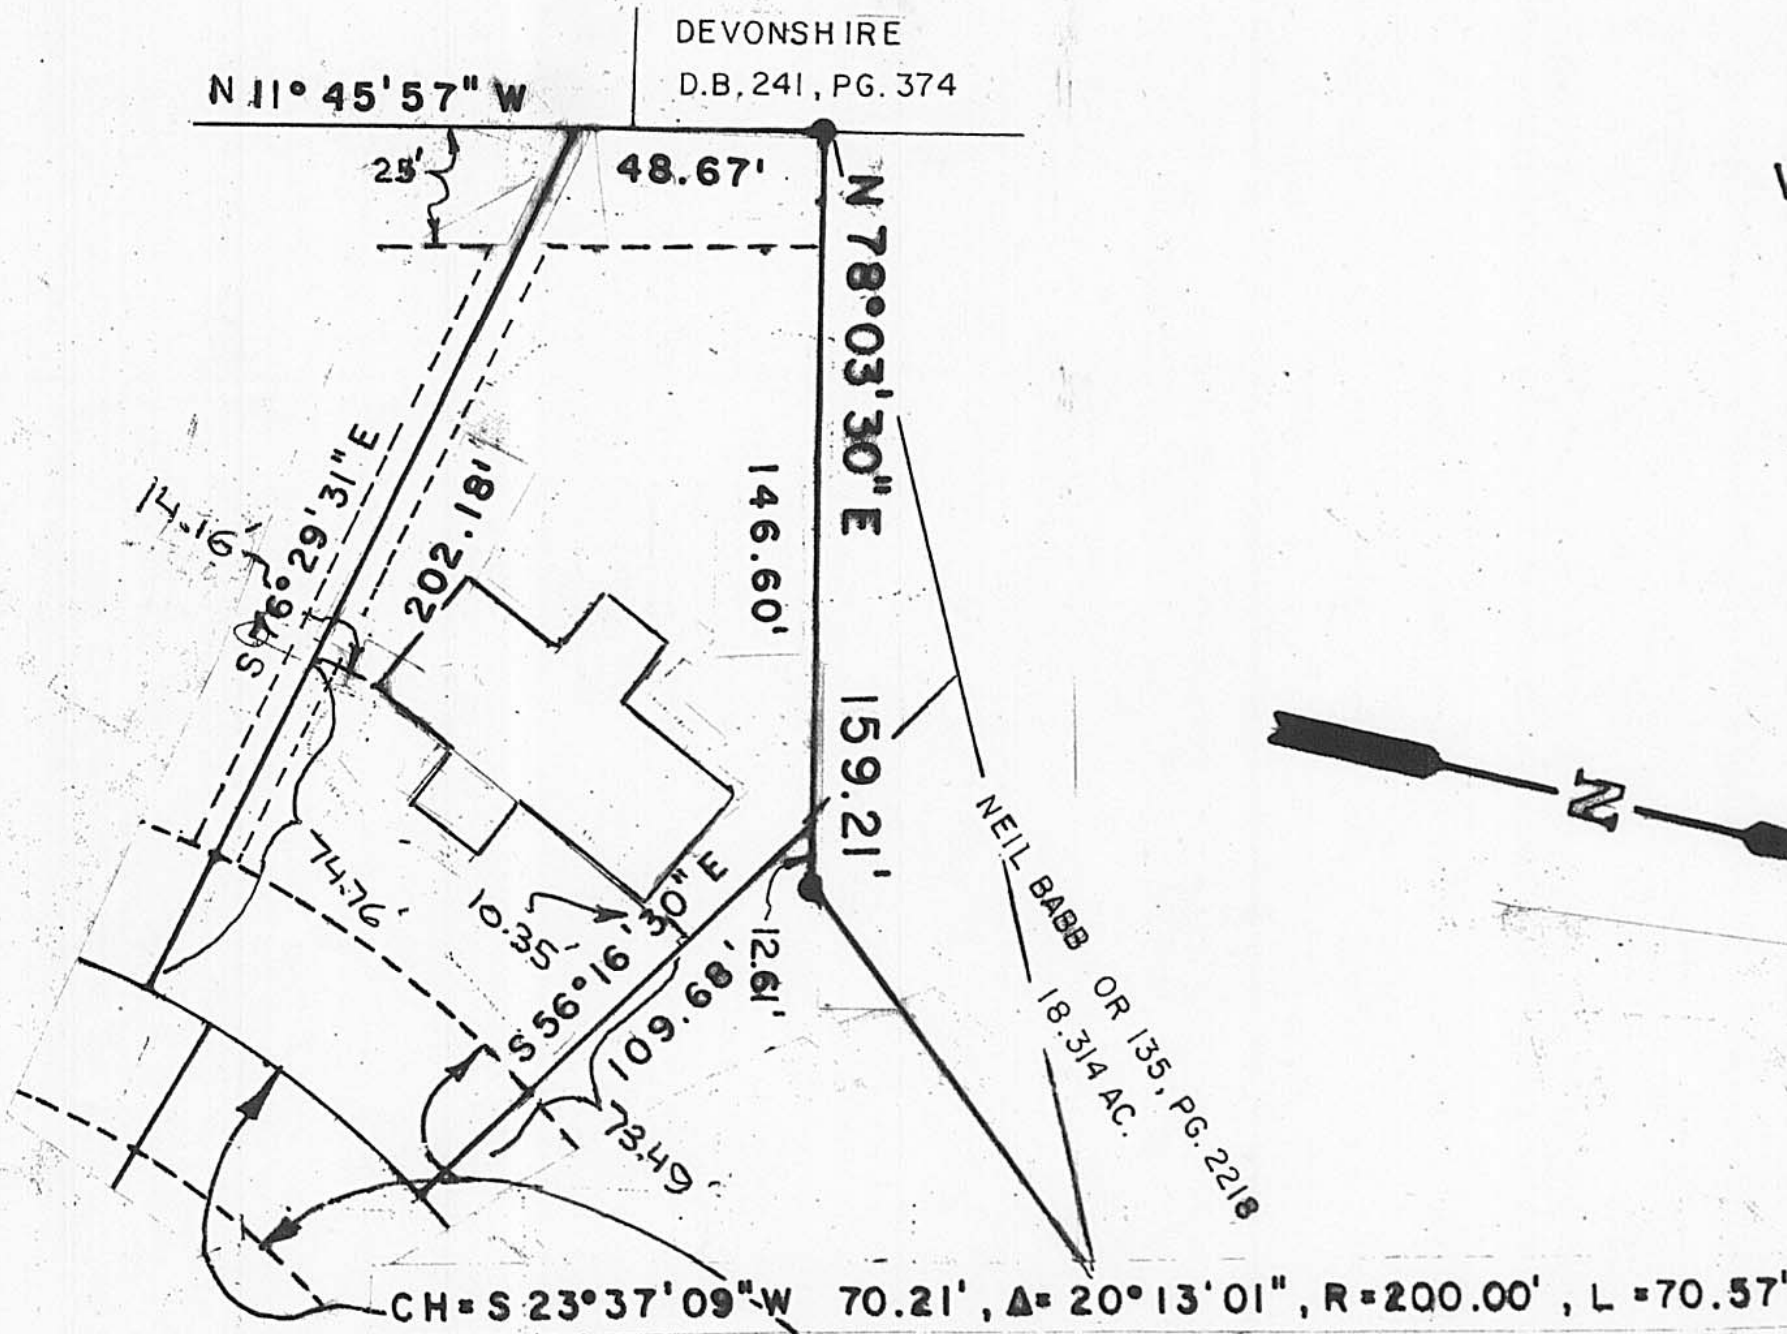 DEVONSHIRE
D.B. 241, PG. 374
N 11° 45' 57" W
25'
48.67'
N 78° 03' 30" E
14.16'
S 76° 29' 31" E
202.18'
146.60'
159.21'
N
NEIL BABB OR 135, PG. 2218
18.314 AC.
74.76'
10.35'
S 56° 16' 30" E
109.68'
12.61'
73.49'
CH = S 23° 37' 09" W 70.21', Δ = 20° 13' 01", R = 200.00', L = 70.57'